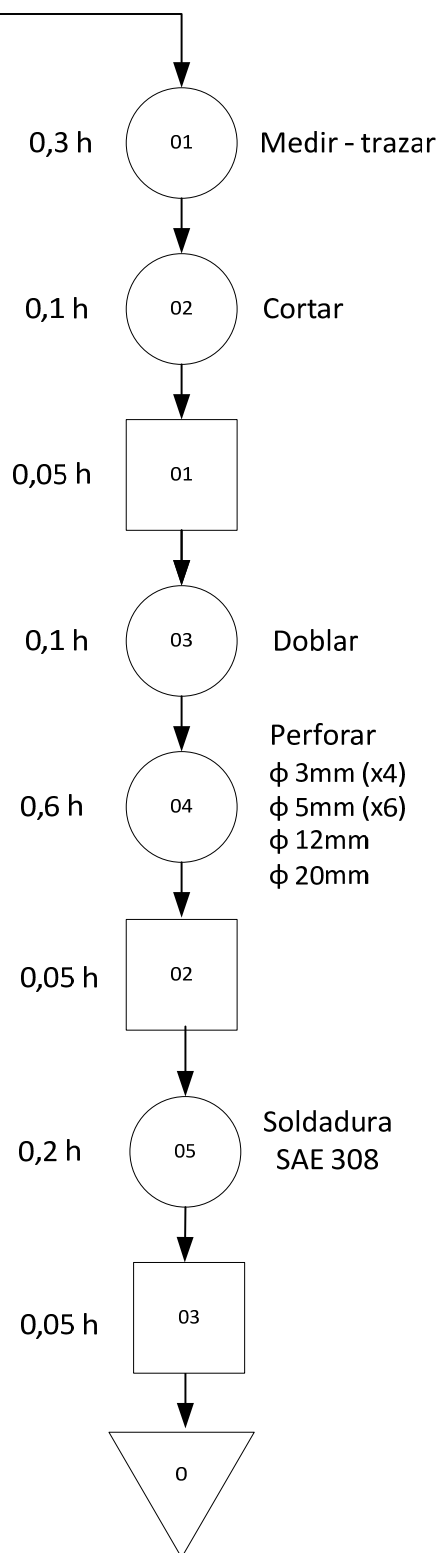 0,3 h 01 Medir - trazar
0,1 h 02 Cortar
0,05 h 01
0,1 h 03 Doblar
Perforar
ϕ 3mm (x4)
ϕ 5mm (x6)
0,6 h 04
ϕ 12mm
ϕ 20mm
0,05 h 02
Soldadura
0,2 h 05 SAE 308
0,05 h 03
0